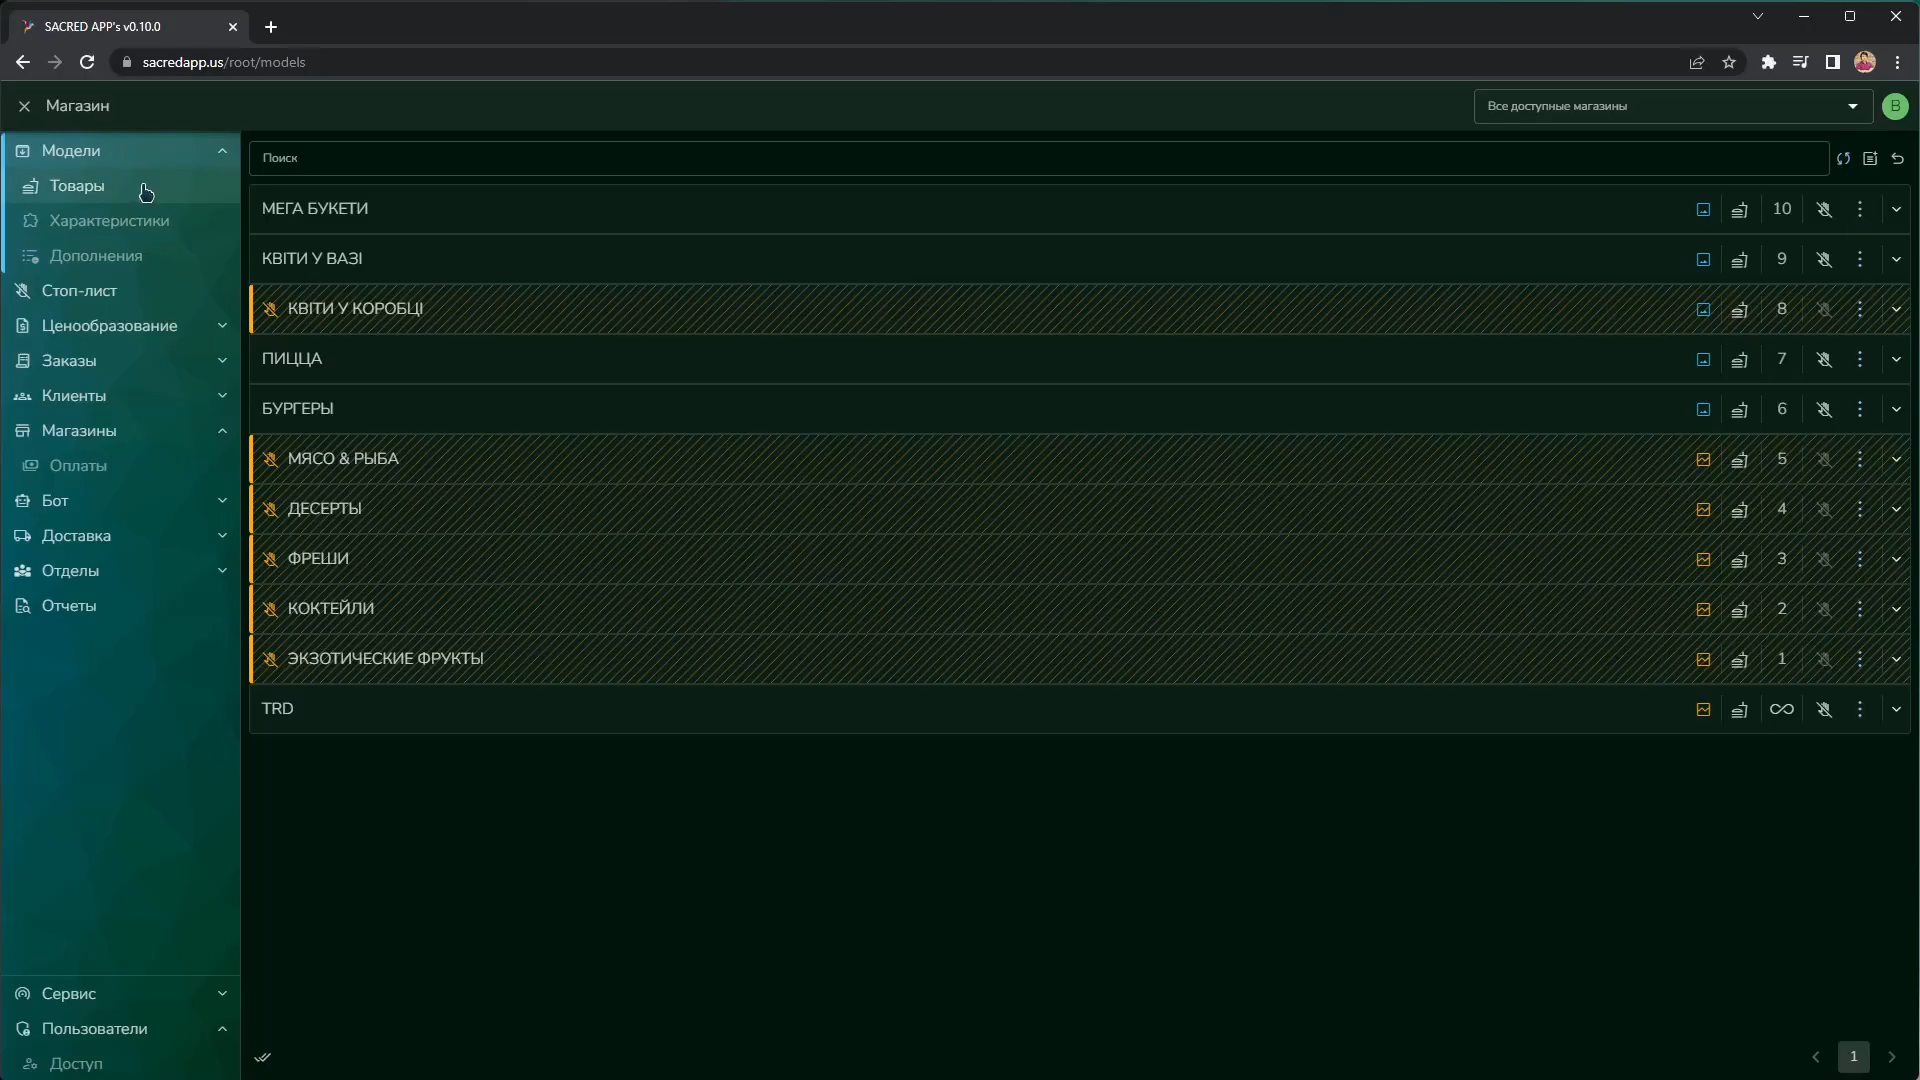 SACRED APP's v0.10.0
sacredapp.us/root/models
Магазин
Все доступные магазины
B
Модели
Товары
Характеристики
Дополнения
Стоп-лист
Ценообразование
Заказы
Клиенты
Магазины
Оплаты
Бот
Доставка
Отделы
Отчеты
Сервис
Пользователи
Доступ
Поиск
МЕГА БУКЕТИ 10
КВІТИ У ВАЗІ 9
КВІТИ У КОРОБЦІ 8
ПИЦЦА 7
БУРГЕРЫ 6
МЯСО & РЫБА 5
ДЕСЕРТЫ 4
ФРЕШИ 3
КОКТЕЙЛИ 2
ЭКЗОТИЧЕСКИЕ ФРУКТЫ 1
TRD ∞
1